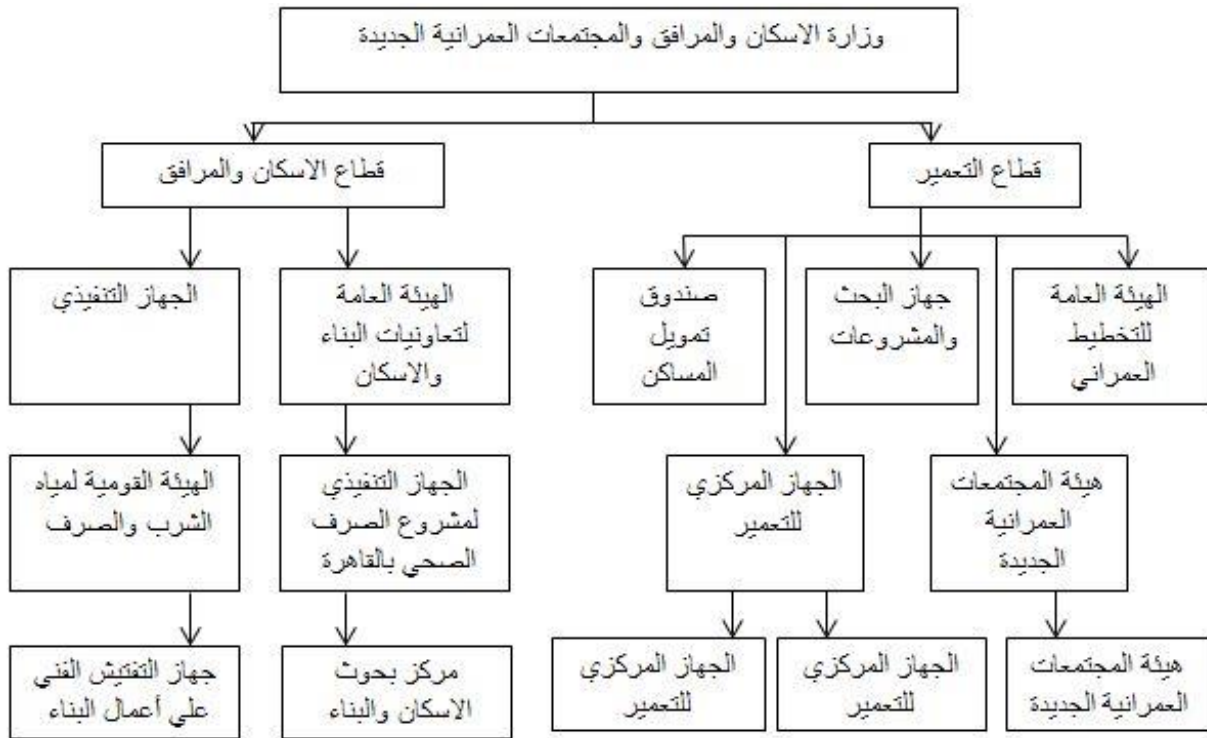 وزارة الاسكان والمرافق والمجتمعات العمرانية الجديدة
قطاع التعمير
قطاع الاسكان والمرافق
الهيئة العامة
للتخطيط
العمراني
جهاز البحث
والمشروعات
صندوق
تمويل
المساكن
الهيئة العامة
لتعاونيات البناء
والاسكان
الجهاز التنفيذي
هيئة المجتمعات
العمرانية
الجديدة
الجهاز المركزي
للتعمير
الجهاز التنفيذي
لمشروع الصرف
الصحي بالقاهرة
الهيئة القومية لمياه
الشرب والصرف
هيئة المجتمعات
العمرانية الجديدة
الجهاز المركزي
للتعمير
الجهاز المركزي
للتعمير
مركز بحوث
الاسكان والبناء
جهاز التفتيش الفني
علي أعمال البناء